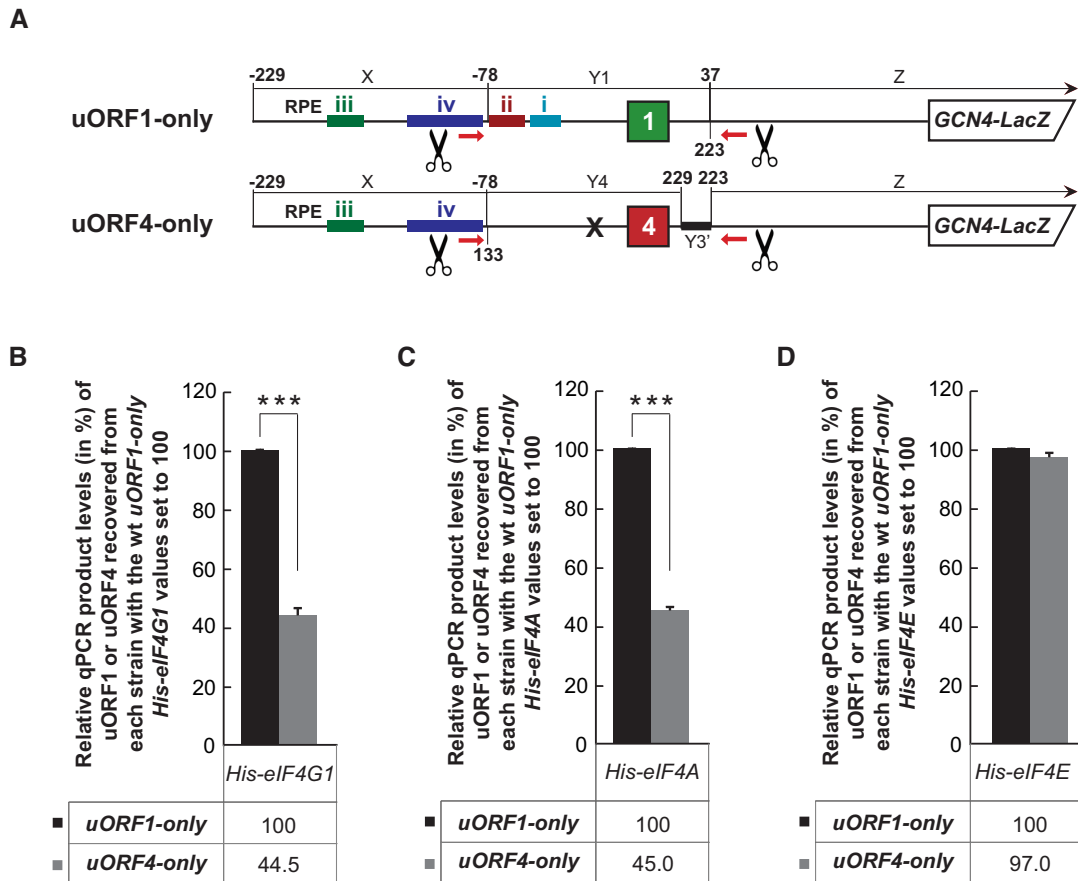 A
-229 X -78 Y1 37 Z
uORF1-only RPE iii iv ii i 1 GCN4-LacZ
223
-229 X -78 Y4 229 223 Z
uORF4-only RPE iii iv X 4 Y3' GCN4-LacZ
133
B
Relative qPCR product levels (in %) of
uORF1 or uORF4 recovered from
each strain with the wt uORF1-only
His-eIF4G1 values set to 100
120
100
80
60
40
20
0
***
His-eIF4G1
uORF1-only 100
uORF4-only 44.5
C
Relative qPCR product levels (in %) of
uORF1 or uORF4 recovered from
each strain with the wt uORF1-only
His-eIF4A values set to 100
120
100
80
60
40
20
0
***
His-eIF4A
uORF1-only 100
uORF4-only 45.0
D
Relative qPCR product levels (in %) of
uORF1 or uORF4 recovered from
each strain with the wt uORF1-only
His-eIF4E values set to 100
120
100
80
60
40
20
0
His-eIF4E
uORF1-only 100
uORF4-only 97.0